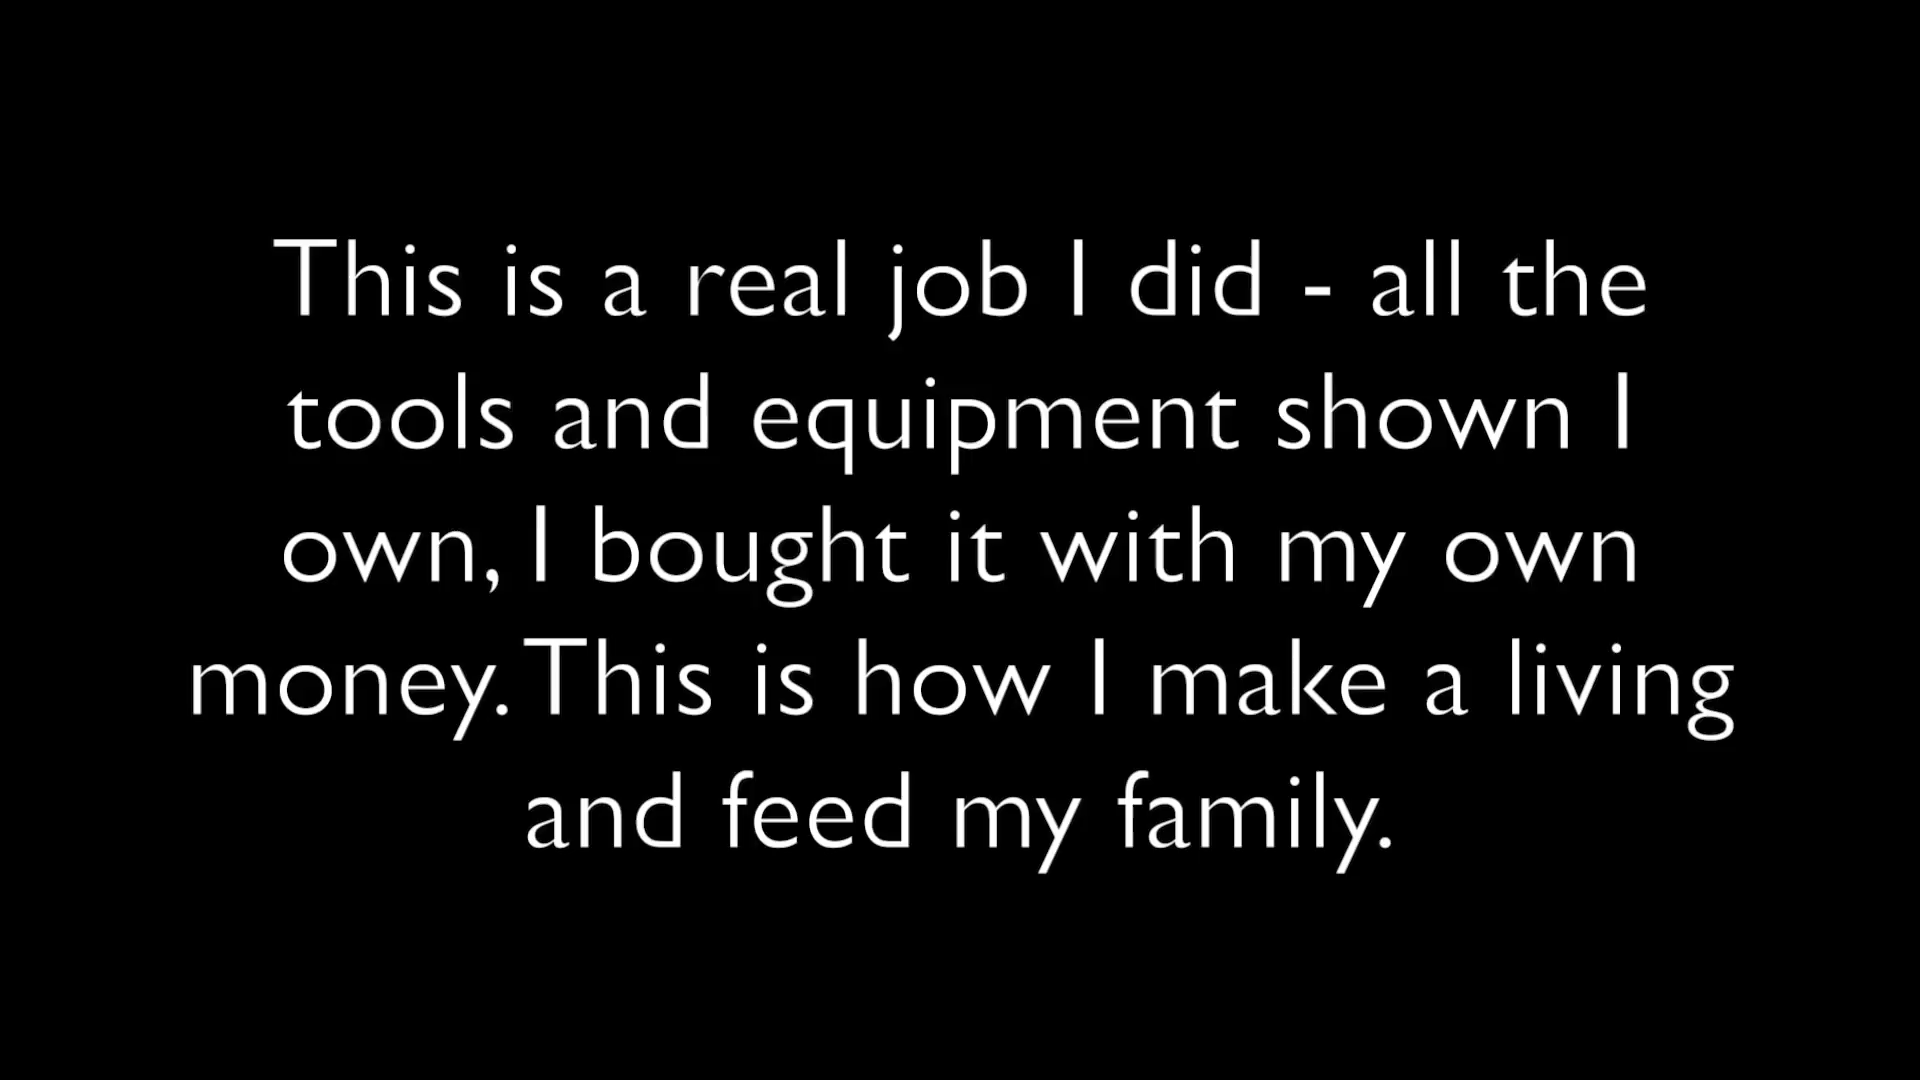 This is a real job I did - all the
tools and equipment shown I
own, I bought it with my own
money. This is how I make a living
and feed my family.